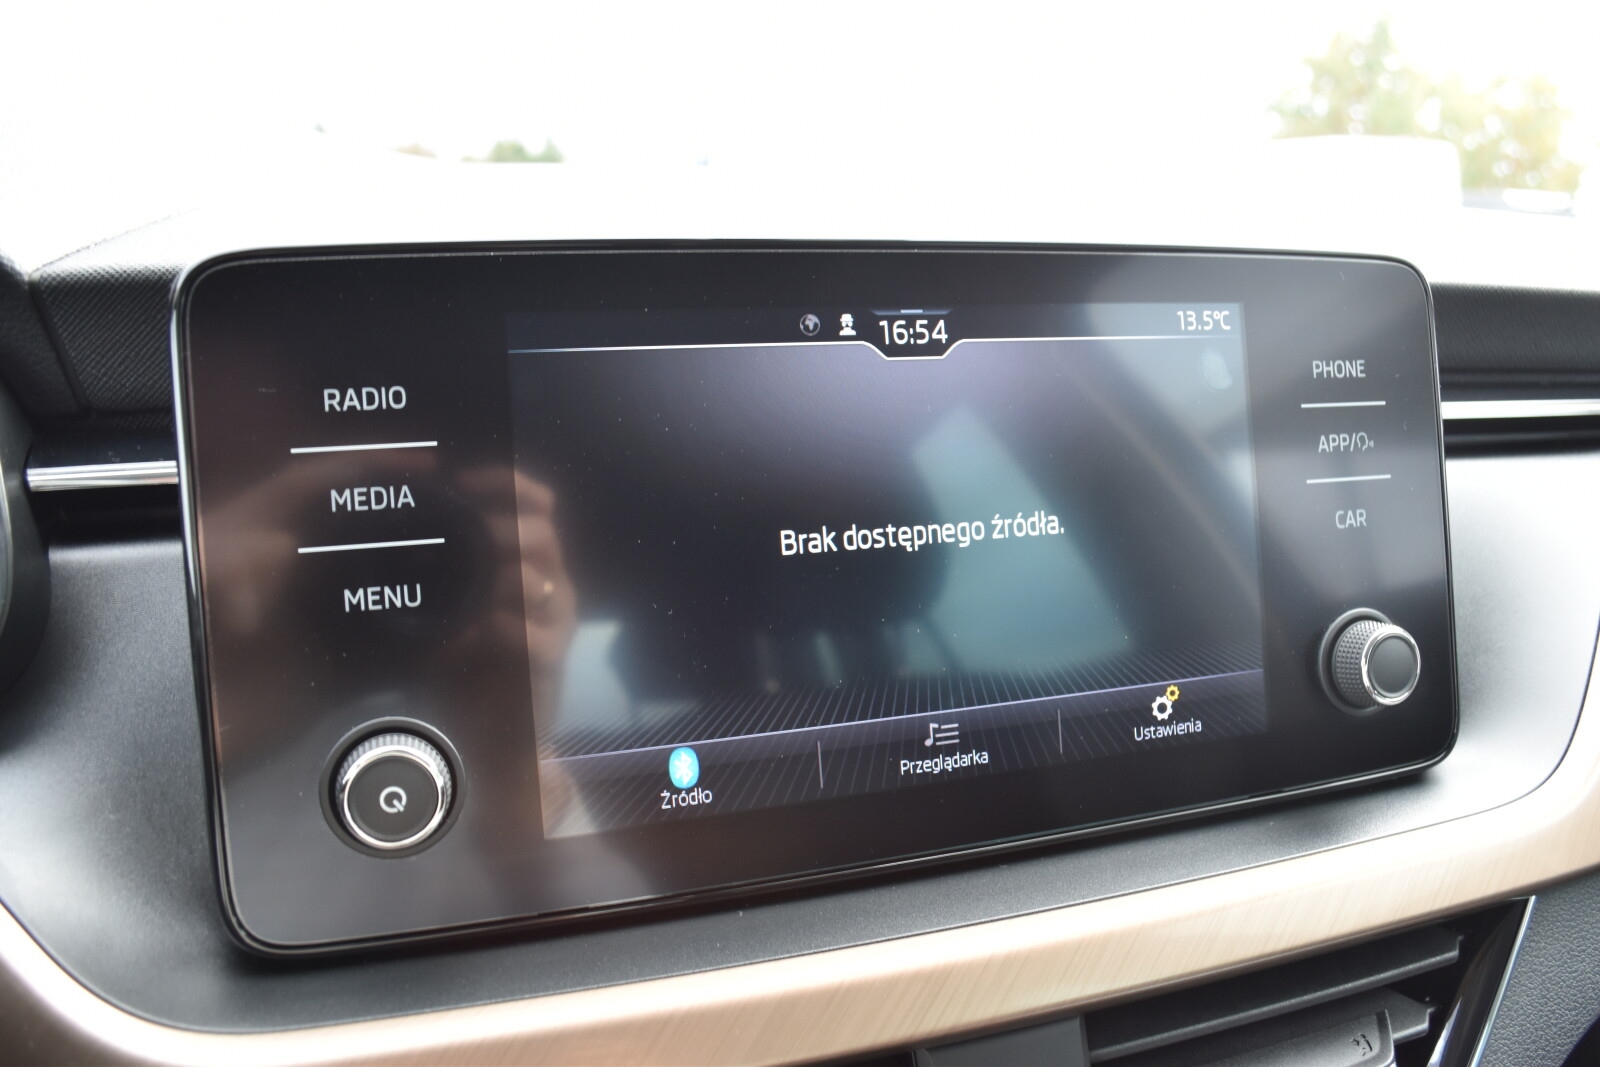 16:54
13.5°C
RADIO
MEDIA
MENU
PHONE
APP/
CAR
Brak dostępnego źródła.
Źródło
Przeglądarka
Ustawienia